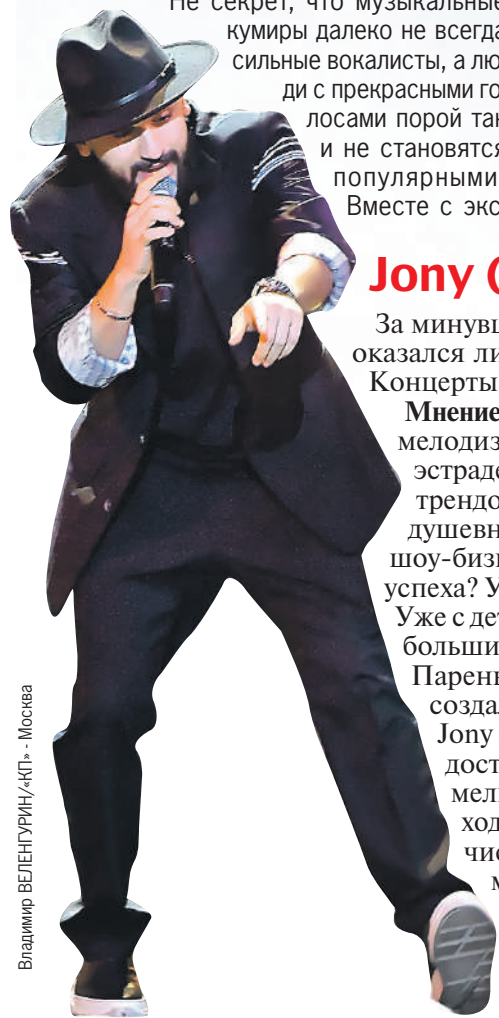 Не секрет, что музыкальные
кумиры далеко не всегда
сильные вокалисты, а лю
ди с прекрасными го
лосами порой так
и не становятся
популярными.
Вместе с экс
Jony (
За минувш
оказался ли
Концерты
Мнение
мелодиз
эстраде
трендо
душевн
шоу-бизн
успеха? У
Уже с дет
больши
Парень
создал
Jony
дост
мел
ход
чис
м
Владимир ВЕЛЕНГУРИН/«КП» - Москва